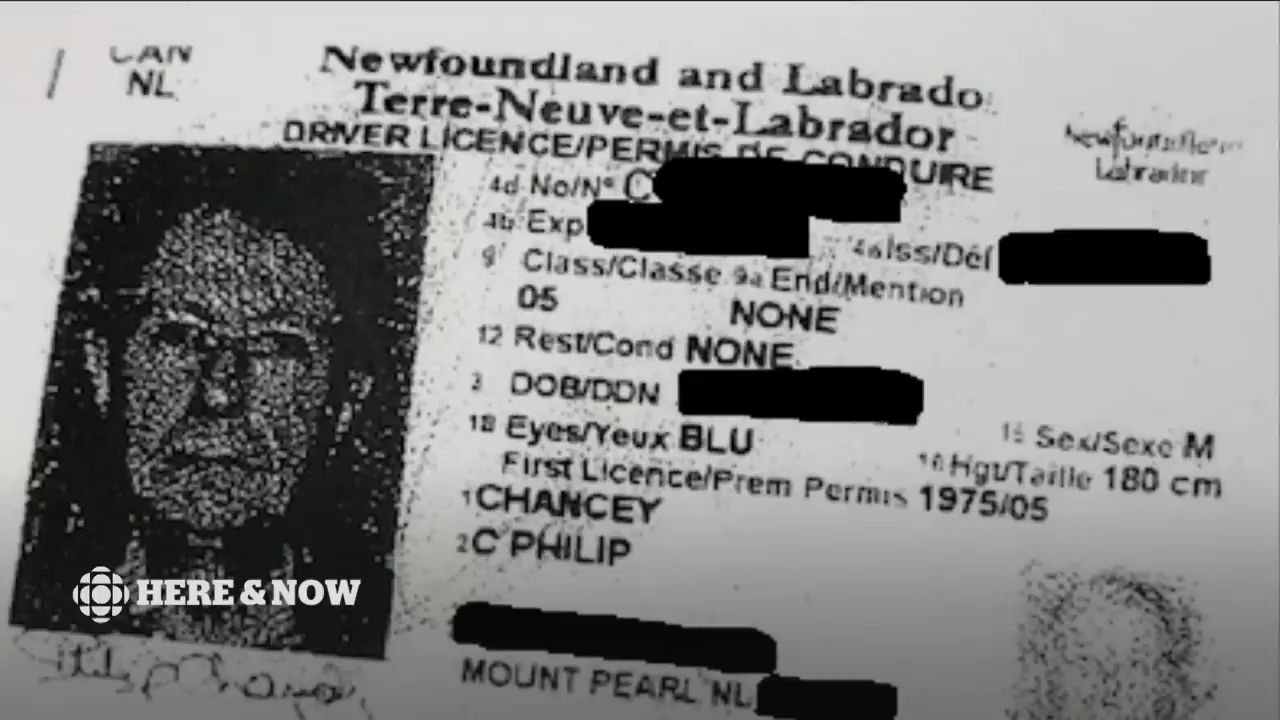 CAN
NL
Newfoundland and Labrado
Terre-Neuve-et-Labrador
DRIVER LICENCE/PERMIS DE CONDUIRE
Newfoundland
Labrador
4d No/N° C
4b Exp
4a Iss/Dél
9 Class/Classe 9a End/Mention
05 NONE
12 Rest/Cond NONE
3 DOB/DDN
18 Eyes/Yeux BLU
15 Sex/Sexe M
16 Hgt/Taille 180 cm
First Licence/Prem Permis 1975/05
1 CHANCEY
2 C PHILIP
MOUNT PEARL NL
HERE & NOW